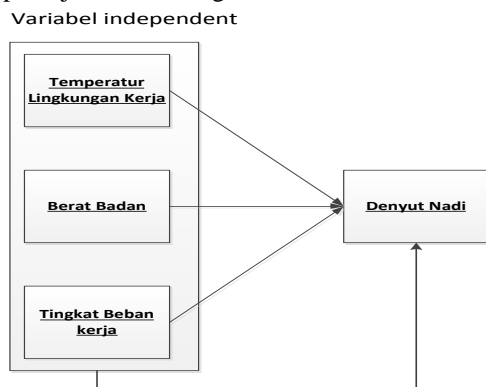 Variabel independent
Temperatur
Lingkungan Kerja
Berat Badan
Denyut Nadi
Tingkat Beban
kerja